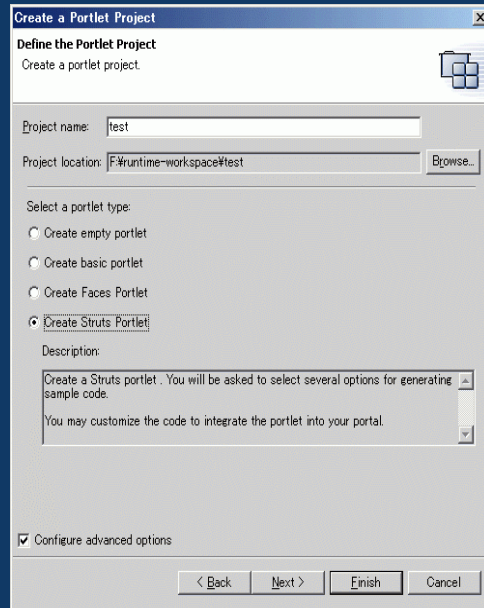 Create a Portlet Project
Define the Portlet Project
Create a portlet project.
Project name: test
Project location: F:¥runtime-workspace¥test Browse...
Select a portlet type:
Create empty portlet
Create basic portlet
Create Faces Portlet
Create Struts Portlet
Description:
Create a Struts portlet . You will be asked to select several options for generating
sample code.
You may customize the code to integrate the portlet into your portal.
Configure advanced options
< Back Next > Finish Cancel